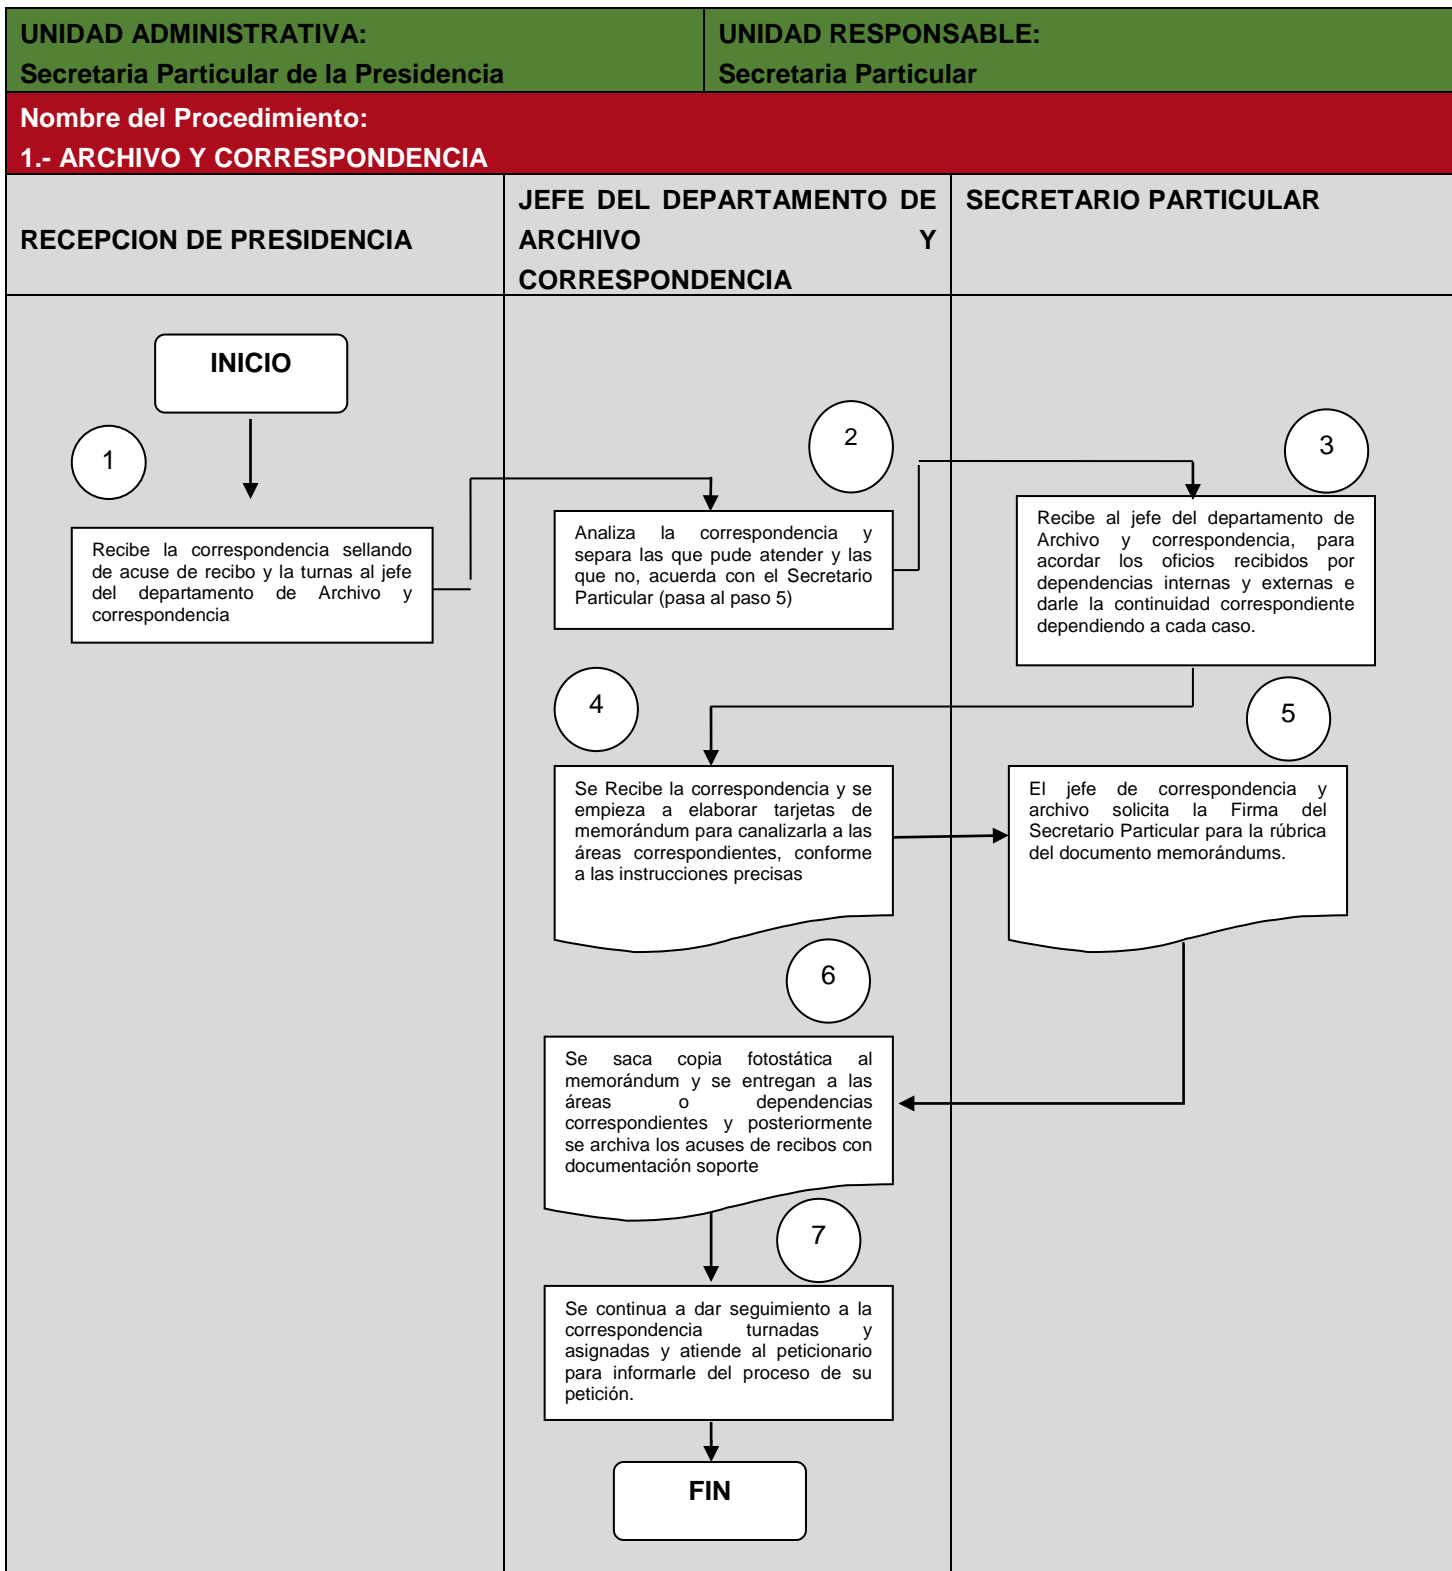 UNIDAD ADMINISTRATIVA:
Secretaria Particular de la Presidencia
UNIDAD RESPONSABLE:
Secretaria Particular
Nombre del Procedimiento:
1.- ARCHIVO Y CORRESPONDENCIA
RECEPCION DE PRESIDENCIA
JEFE DEL DEPARTAMENTO DE
ARCHIVO Y
CORRESPONDENCIA
SECRETARIO PARTICULAR
INICIO
1
Recibe la correspondencia sellando
de acuse de recibo y la turnas al jefe
del departamento de Archivo y
correspondencia
2
Analiza la correspondencia y
separa las que pude atender y las
que no, acuerda con el Secretario
Particular (pasa al paso 5)
3
Recibe al jefe del departamento de
Archivo y correspondencia, para
acordar los oficios recibidos por
dependencias internas y externas e
darle la continuidad correspondiente
dependiendo a cada caso.
4
Se Recibe la correspondencia y se
empieza a elaborar tarjetas de
memorándum para canalizarla a las
áreas correspondientes, conforme
a las instrucciones precisas
5
El jefe de correspondencia y
archivo solicita la Firma del
Secretario Particular para la rúbrica
del documento memorándums.
6
Se saca copia fotostática al
memorándum y se entregan a las
áreas o dependencias
correspondientes y posteriormente
se archiva los acuses de recibos con
documentación soporte
7
Se continua a dar seguimiento a la
correspondencia turnadas y
asignadas y atiende al peticionario
para informarle del proceso de su
petición.
FIN